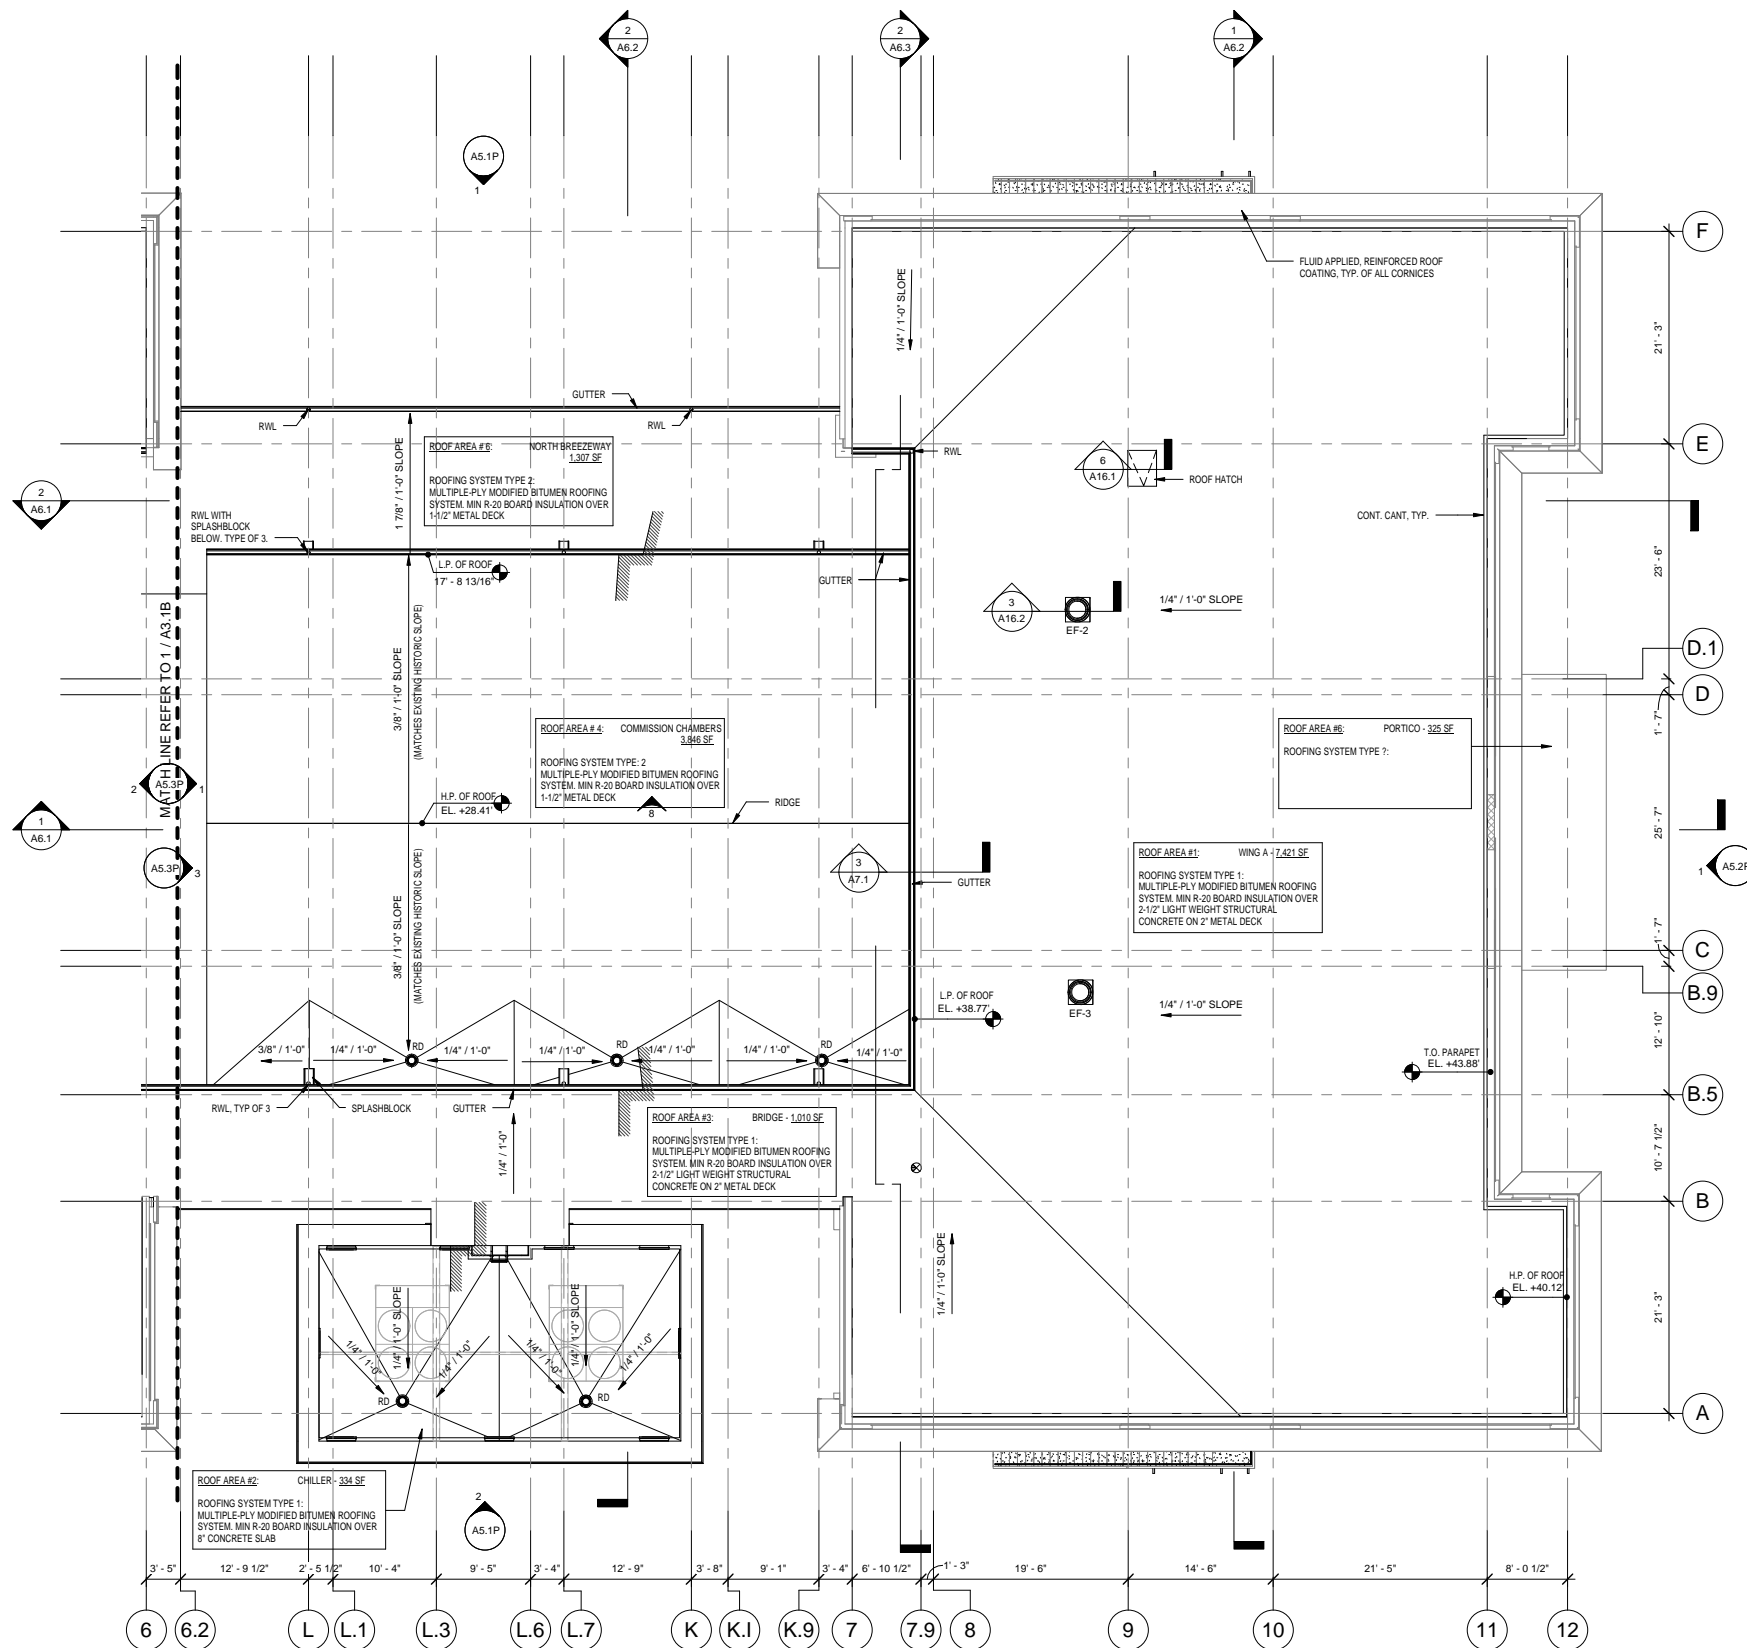 2
A6.2
2
A6.3
1
A6.2
A5.1P
1
F
FLUID APPLIED, REINFORCED ROOF
COATING, TYP. OF ALL CORNICES
1/4" / 1'-0" SLOPE
21' - 3"
GUTTER
RWL
RWL
E
ROOF AREA # 6: NORTH BREEZEWAY
1,307 SF
ROOFING SYSTEM TYPE 2:
MULTIPLE-PLY MODIFIED BITUMEN ROOFING
SYSTEM. MIN R-20 BOARD INSULATION OVER
1-1/2" METAL DECK
1 7/8" / 1'-0" SLOPE
RWL
6
A16.1
ROOF HATCH
2
A6.1
RWL WITH
SPLASHBLOCK
BELOW. TYPE OF 3.
CONT. CANT, TYP.
L.P. OF ROOF
17' - 8 13/16"
GUTTER
23' - 6"
3
A16.2
EF-2
1/4" / 1'-0" SLOPE
MATCH LINE REFER TO 1 / A3.1B
3/8" / 1'-0" SLOPE
(MATCHES EXISTING HISTORIC SLOPE)
D.1
D
1' - 7"
ROOF AREA # 4: COMMISSION CHAMBERS
3,846 SF
ROOFING SYSTEM TYPE: 2
MULTIPLE-PLY MODIFIED BITUMEN ROOFING
SYSTEM. MIN R-20 BOARD INSULATION OVER
1-1/2" METAL DECK
8
ROOF AREA #6: PORTICO - 325 SF
ROOFING SYSTEM TYPE ?:
2
A5.3P
1
H.P. OF ROOF
EL. +28.41'
RIDGE
1
A6.1
25' - 7"
A5.3P
3
3
A7.1
GUTTER
ROOF AREA #1: WING A - 7,421 SF
ROOFING SYSTEM TYPE 1:
MULTIPLE-PLY MODIFIED BITUMEN ROOFING
SYSTEM. MIN R-20 BOARD INSULATION OVER
2-1/2" LIGHT WEIGHT STRUCTURAL
CONCRETE ON 2" METAL DECK
1
A5.2P
3/8" / 1'-0" SLOPE
(MATCHES EXISTING HISTORIC SLOPE)
1' - 7"
C
B.9
L.P. OF ROOF
EL. +38.77'
EF-3
1/4" / 1'-0" SLOPE
12' - 10"
3/8" / 1'-0"
1/4" / 1'-0"
RD
1/4" / 1'-0"
1/4" / 1'-0"
RD
1/4" / 1'-0"
1/4" / 1'-0"
RD
1/4" / 1'-0"
T.O. PARAPET
EL. +43.88'
B.5
RWL, TYP OF 3
SPLASHBLOCK
GUTTER
1/4" / 1'-0"
ROOF AREA #3: BRIDGE - 1,010 SF
ROOFING SYSTEM TYPE 1:
MULTIPLE-PLY MODIFIED BITUMEN ROOFING
SYSTEM. MIN R-20 BOARD INSULATION OVER
2-1/2" LIGHT WEIGHT STRUCTURAL
CONCRETE ON 2" METAL DECK
10' - 7 1/2"
B
1/4" / 1'-0" SLOPE
H.P. OF ROOF
EL. +40.12'
21' - 3"
1/4" / 1'-0"
1/4" / 1'-0" SLOPE
1/4" / 1'-0"
1/4" / 1'-0"
1/4" / 1'-0" SLOPE
1/4" / 1'-0"
RD
RD
A
ROOF AREA #2: CHILLER - 334 SF
ROOFING SYSTEM TYPE 1:
MULTIPLE-PLY MODIFIED BITUMEN ROOFING
SYSTEM. MIN R-20 BOARD INSULATION OVER
8" CONCRETE SLAB
2
A5.1P
3' - 5"
12' - 9 1/2"
2' - 5 1/2"
10' - 4"
9' - 5"
3' - 4"
12' - 9"
3' - 8"
9' - 1"
3' - 4"
6' - 10 1/2"
1' - 3"
19' - 6"
14' - 6"
21' - 5"
8' - 0 1/2"
6
6.2
L
L.1
L.3
L.6
L.7
K
K.I
K.9
7
7.9
8
9
10
11
12